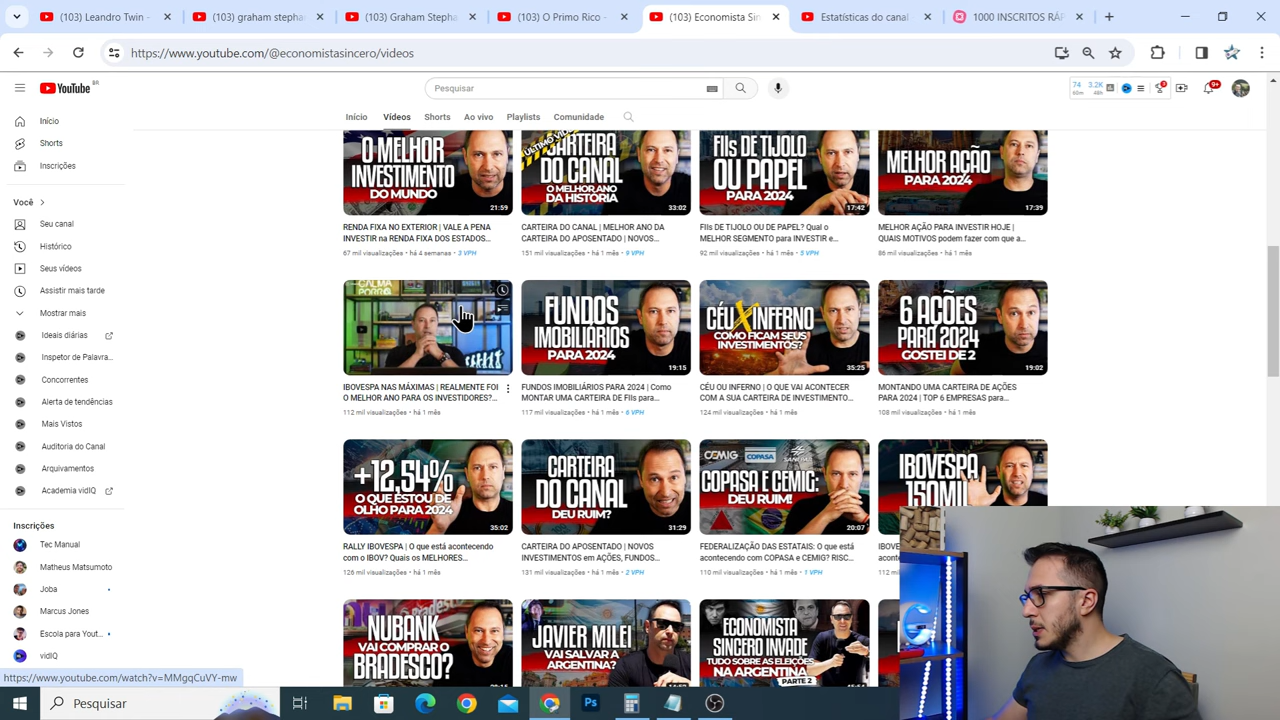 (103) Leandro Twin -
(103) graham stepha
(103) Graham Steph
(103) O Primo Rico -
(103) Economista Sin
Estatísticas do canal
1000 INSCRITOS RÁP
https://www.youtube.com/@economistasincero/videos
YouTube BR
Pesquisar
74 60m 3.2K 48h
3
9+
Início Vídeos Shorts Ao vivo Playlists Comunidade
Início
Shorts
Inscrições
Você
Seu canal
Histórico
Seus vídeos
Assistir mais tarde
Mostrar mais
Ideais diárias
Inspetor de Palavra...
Concorrentes
Alerta de tendências
Mais Vistos
Auditoria do Canal
Arquivamentos
Academia vidIQ
Inscrições
Tec Manual
Matheus Matsumoto
Joba
Marcus Jones
Escola para Yout...
vidIQ
O MELHOR
INVESTIMENTO
DO MUNDO
21:59
RENDA FIXA NO EXTERIOR | VALE A PENA
INVESTIR na RENDA FIXA DOS ESTADOS...
67 mil visualizações • há 4 semanas • 3 VPH
CARTEIRA
DO CANAL
O MELHOR ANO
DA HISTÓRIA
33:02
CARTEIRA DO CANAL | MELHOR ANO DA
CARTEIRA DO APOSENTADO | NOVOS...
151 mil visualizações • há 1 mês • 9 VPH
FIIs DE TIJOLO
OU PAPEL?
PARA 2024
17:42
FIIs DE TIJOLO OU DE PAPEL? Qual o
MELHOR SEGMENTO para INVESTIR e...
92 mil visualizações • há 1 mês • 5 VPH
MELHOR AÇÃO
PARA 2024
17:39
MELHOR AÇÃO PARA INVESTIR HOJE |
QUAIS MOTIVOS podem fazer com que a...
86 mil visualizações • há 1 mês
IBOVESPA NAS MÁXIMAS | REALMENTE FOI
O MELHOR ANO PARA OS INVESTIDORES?...
112 mil visualizações • há 1 mês
FUNDOS
IMOBILIÁRIOS
PARA 2024
19:15
FUNDOS IMOBILIÁRIOS PARA 2024 | Como
MONTAR UMA CARTEIRA DE FIIs para...
117 mil visualizações • há 1 mês • 6 VPH
CÉU X INFERNO
COMO FICAM SEUS
INVESTIMENTOS?
35:25
CÉU OU INFERNO | O QUE VAI ACONTECER
COM A SUA CARTEIRA DE INVESTIMENTO...
124 mil visualizações • há 1 mês
6 AÇÕES
PARA 2024
GOSTEI DE 2
19:02
MONTANDO UMA CARTEIRA DE AÇÕES
PARA 2024 | TOP 6 EMPRESAS para...
108 mil visualizações • há 1 mês
+12,54%
O QUE ESTOU DE
OLHO PARA 2024
35:02
RALLY IBOVESPA | O que está acontecendo
com o IBOV? Quais os MELHORES...
126 mil visualizações • há 1 mês
CARTEIRA
DO CANAL
DEU RUIM?
31:29
CARTEIRA DO APOSENTADO | NOVOS
INVESTIMENTOS em AÇÕES, FUNDOS...
131 mil visualizações • há 1 mês • 2 VPH
CEMIG COPASA SANEPAR
COPASA E CEMIG:
DEU RUIM!
20:07
FEDERALIZAÇÃO DAS ESTATAIS: O que está
acontecendo com COPASA e CEMIG? RISC...
110 mil visualizações • há 1 mês • 1 VPH
IBOVESPA
150MIL
IBOVE
acont
112 m
NUBANK
VAI COMPRAR O
BRADESCO?
JAVIER MILEI
VAI SALVAR A
ARGENTINA?
ECONOMISTA
SINCERO INVADE
TUDO SOBRE AS ELEIÇÕES
NA ARGENTINA
PARTE 2
https://www.youtube.com/watch?v=MMgqCuVY-mw
Pesquisar